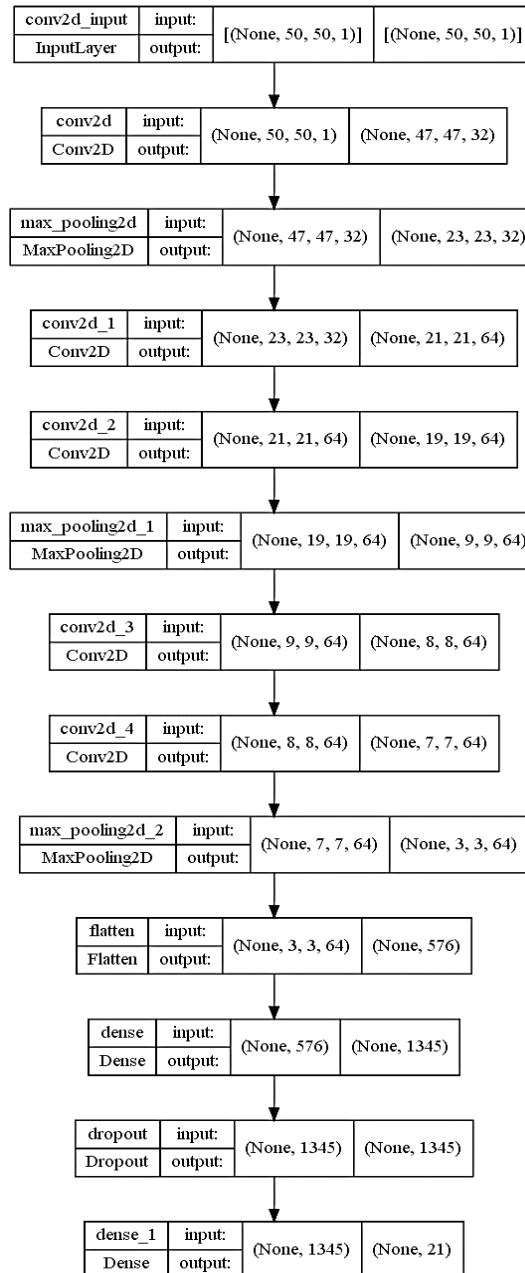 conv2d_input input: [(None, 50, 50, 1)] [(None, 50, 50, 1)]
InputLayer output:
conv2d input: (None, 50, 50, 1) (None, 47, 47, 32)
Conv2D output:
max_pooling2d input: (None, 47, 47, 32) (None, 23, 23, 32)
MaxPooling2D output:
conv2d_1 input: (None, 23, 23, 32) (None, 21, 21, 64)
Conv2D output:
conv2d_2 input: (None, 21, 21, 64) (None, 19, 19, 64)
Conv2D output:
max_pooling2d_1 input: (None, 19, 19, 64) (None, 9, 9, 64)
MaxPooling2D output:
conv2d_3 input: (None, 9, 9, 64) (None, 8, 8, 64)
Conv2D output:
conv2d_4 input: (None, 8, 8, 64) (None, 7, 7, 64)
Conv2D output:
max_pooling2d_2 input: (None, 7, 7, 64) (None, 3, 3, 64)
MaxPooling2D output:
flatten input: (None, 3, 3, 64) (None, 576)
Flatten output:
dense input: (None, 576) (None, 1345)
Dense output:
dropout input: (None, 1345) (None, 1345)
Dropout output:
dense_1 input: (None, 1345) (None, 21)
Dense output: